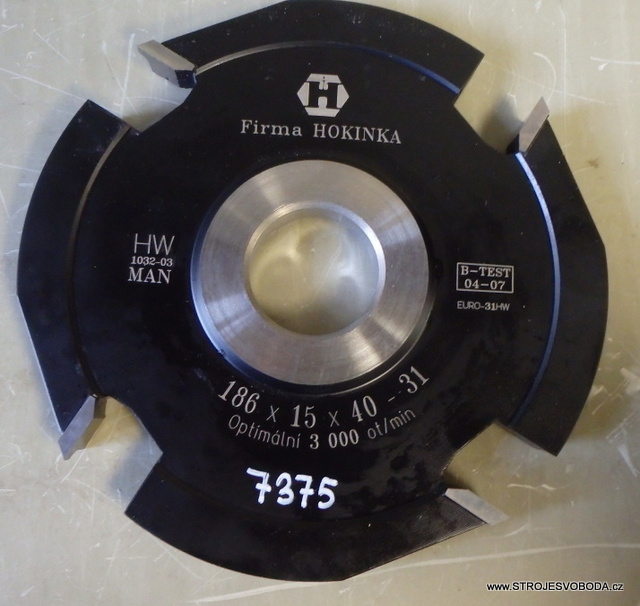 H
Firma HOKINKA
HW
1032-03
MAN
B-TEST
04-07
EURO-31HW
186 x 15 x 40 - 31
Optimální 3 000 ot/min
7375
www.STROJESVOBODA.cz